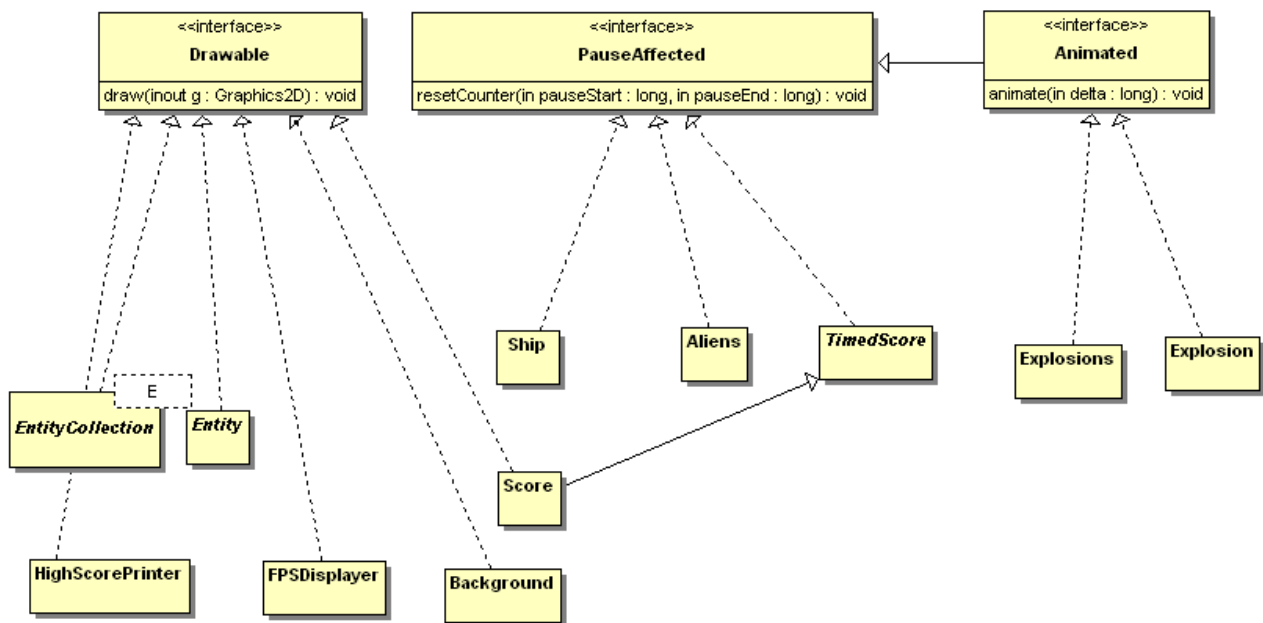 <<interface>>
Drawable
draw(inout g : Graphics2D) : void
<<interface>>
PauseAffected
resetCounter(in pauseStart : long, in pauseEnd : long) : void
<<interface>>
Animated
animate(in delta : long) : void
Ship
Aliens
TimedScore
Explosions
Explosion
E
EntityCollection
Entity
Score
HighScorePrinter
FPSDisplayer
Background